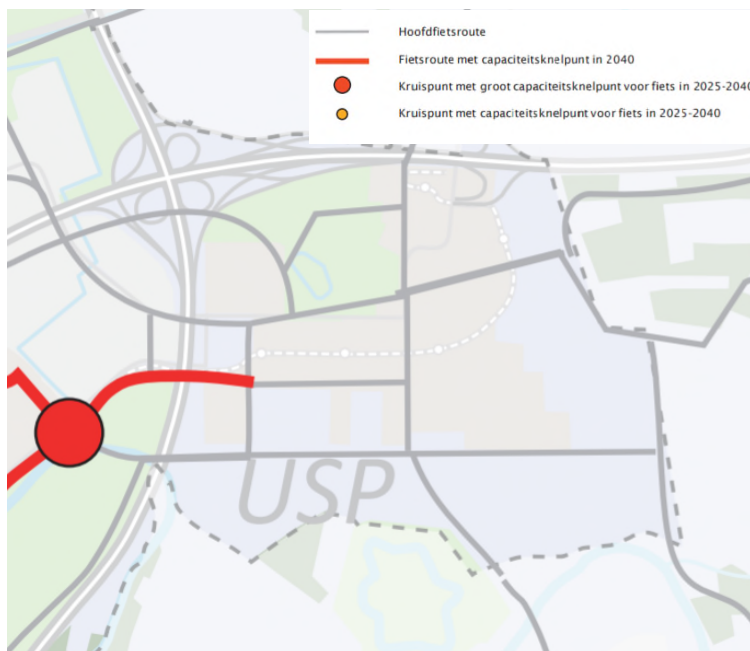 Hoofdfietsroute
Fietsroute met capaciteitsknelpunt in 2040
Kruispunt met groot capaciteitsknelpunt voor fiets in 2025-2040
Kruispunt met capaciteitsknelpunt voor fiets in 2025-2040
USP